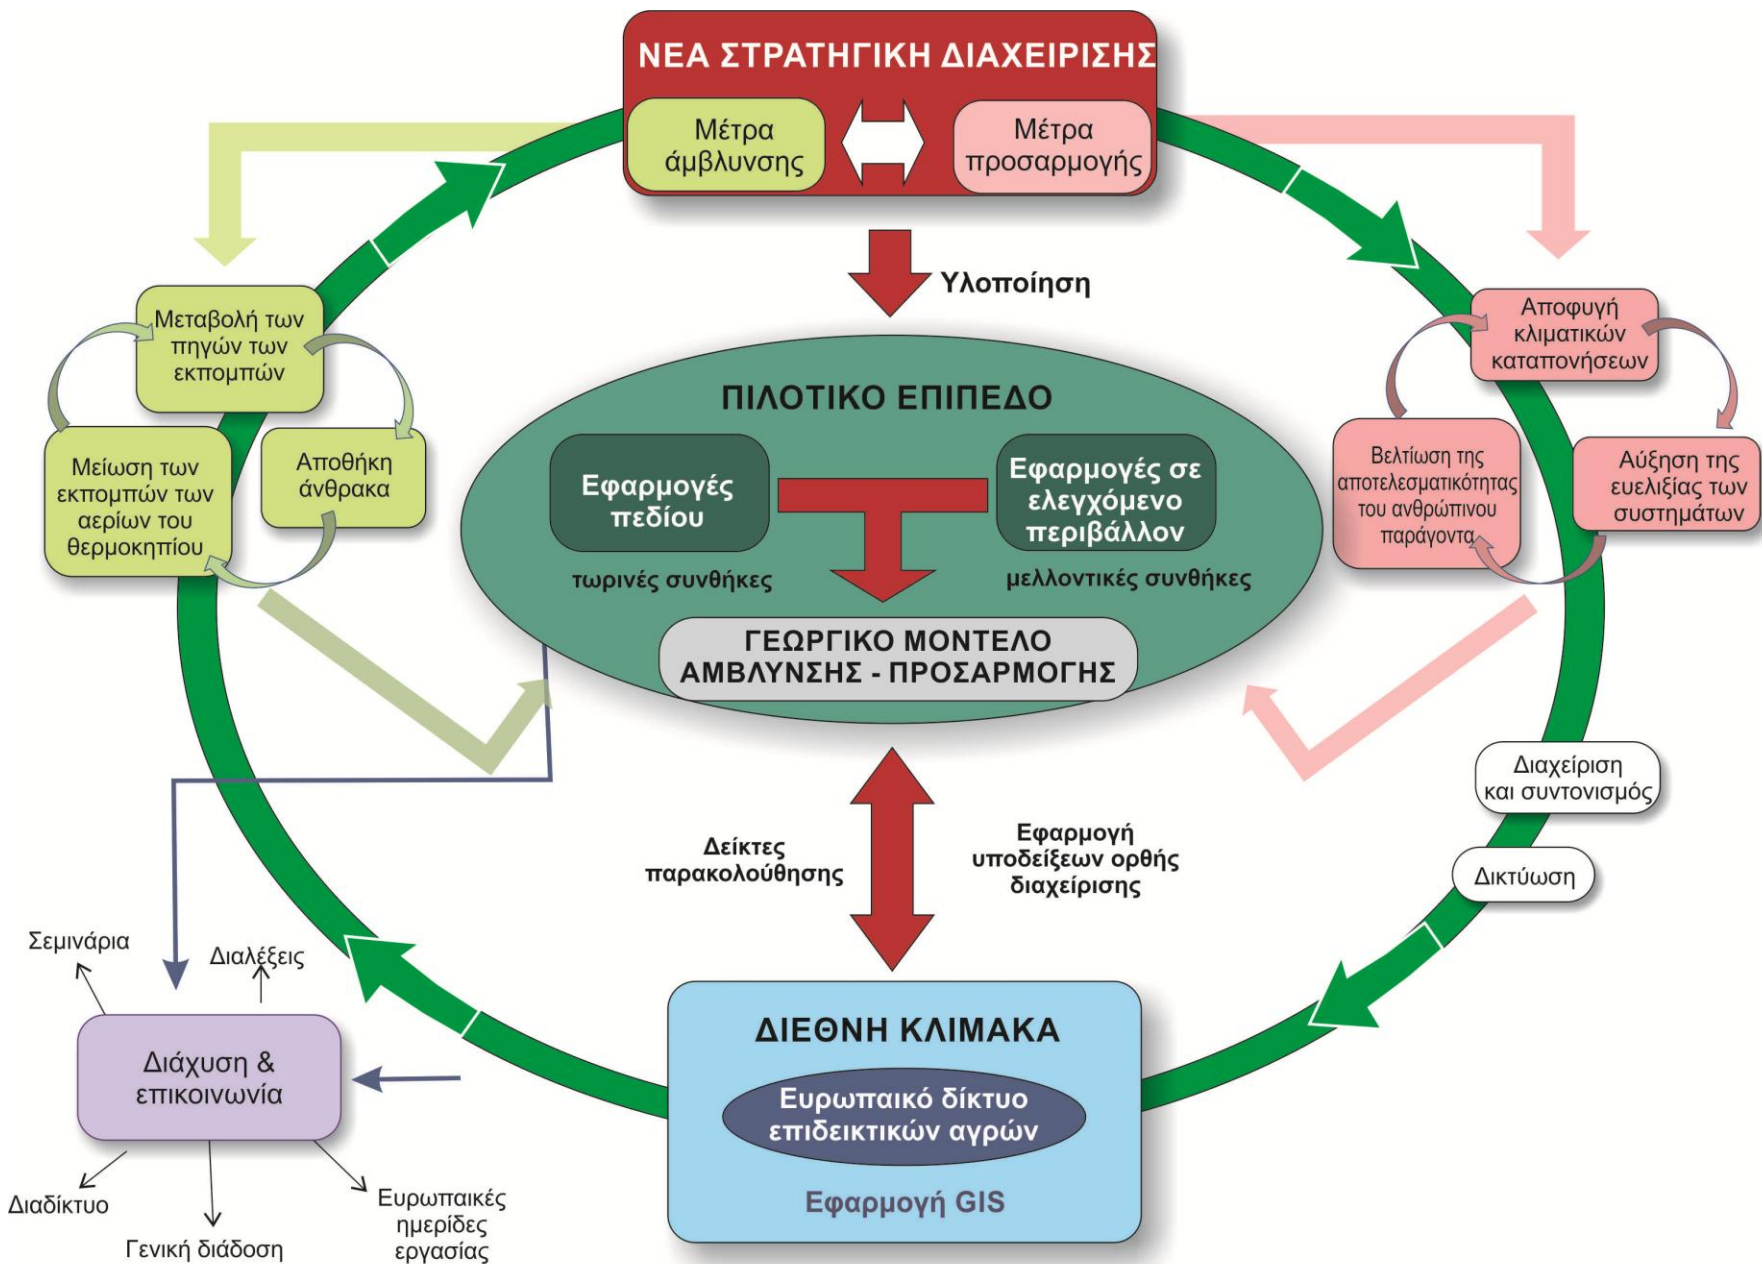 ΝΕΑ ΣΤΡΑΤΗΓΙΚΗ ΔΙΑΧΕΙΡΙΣΗΣ
Μέτρα
άμβλυνσης
Μέτρα
προσαρμογής
Υλοποίηση
Μεταβολή των
πηγών των
εκπομπών
Μείωση των
εκπομπών των
αερίων του
θερμοκηπίου
Αποθήκη
άνθρακα
Αποφυγή
κλιματικών
καταπονήσεων
Βελτίωση της
αποτελεσματικότητας
του ανθρώπινου
παράγοντα
Αύξηση της
ευελιξίας των
συστημάτων
ΠΙΛΟΤΙΚΟ ΕΠΙΠΕΔΟ
Εφαρμογές
πεδίου
Εφαρμογές σε
ελεγχόμενο
περιβάλλον
τωρινές συνθήκες
μελλοντικές συνθήκες
ΓΕΩΡΓΙΚΟ ΜΟΝΤΕΛΟ
ΑΜΒΛΥΝΣΗΣ - ΠΡΟΣΑΡΜΟΓΗΣ
Διαχείριση
και συντονισμός
Δικτύωση
Δείκτες
παρακολούθησης
Εφαρμογή
υποδείξεων ορθής
διαχείρισης
ΔΙΕΘΝΗ ΚΛΙΜΑΚΑ
Ευρωπαικό δίκτυο
επιδεικτικών αγρών
Εφαρμογή GIS
Σεμινάρια
Διαλέξεις
Διάχυση &
επικοινωνία
Διαδίκτυο
Γενική διάδοση
Ευρωπαικές
ημερίδες
εργασίας